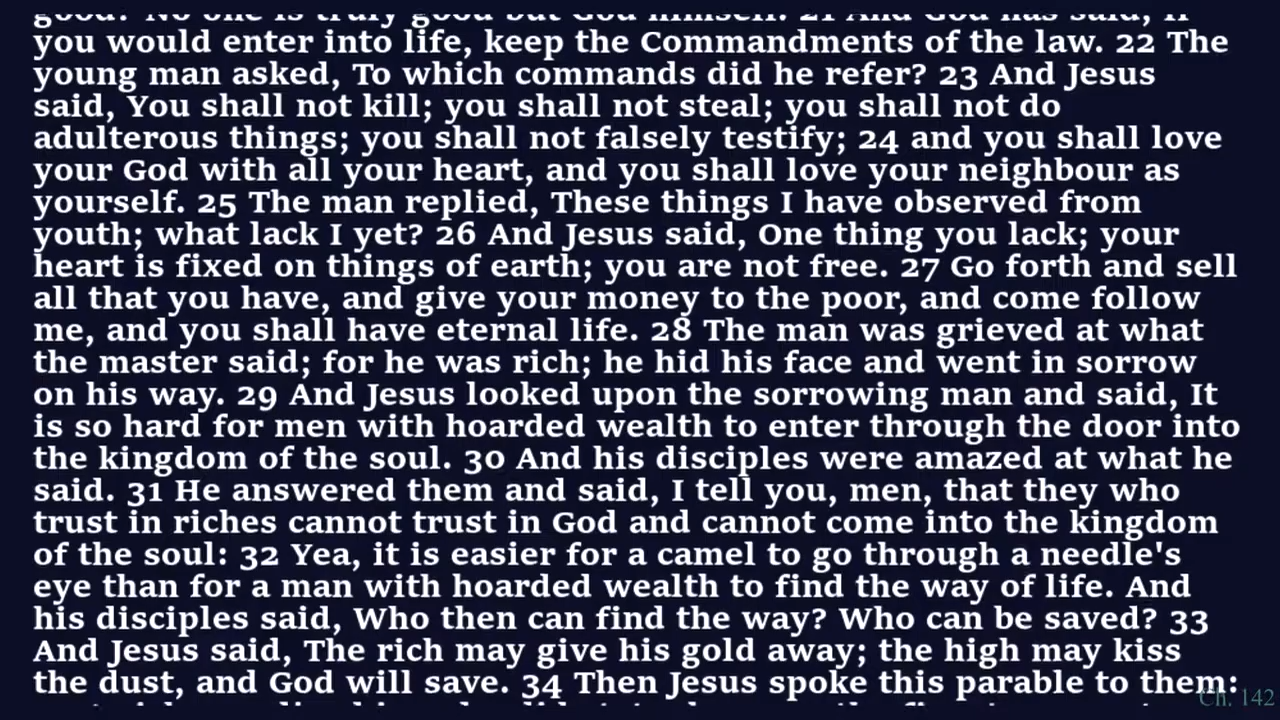 good? No one is truly good but God himself. 21 And God has said, If
you would enter into life, keep the Commandments of the law. 22 The
young man asked, To which commands did he refer? 23 And Jesus
said, You shall not kill; you shall not steal; you shall not do
adulterous things; you shall not falsely testify; 24 and you shall love
your God with all your heart, and you shall love your neighbour as
yourself. 25 The man replied, These things I have observed from
youth; what lack I yet? 26 And Jesus said, One thing you lack; your
heart is fixed on things of earth; you are not free. 27 Go forth and sell
all that you have, and give your money to the poor, and come follow
me, and you shall have eternal life. 28 The man was grieved at what
the master said; for he was rich; he hid his face and went in sorrow
on his way. 29 And Jesus looked upon the sorrowing man and said, It
is so hard for men with hoarded wealth to enter through the door into
the kingdom of the soul. 30 And his disciples were amazed at what he
said. 31 He answered them and said, I tell you, men, that they who
trust in riches cannot trust in God and cannot come into the kingdom
of the soul: 32 Yea, it is easier for a camel to go through a needle's
eye than for a man with hoarded wealth to find the way of life. And
his disciples said, Who then can find the way? Who can be saved? 33
And Jesus said, The rich may give his gold away; the high may kiss
the dust, and God will save. 34 Then Jesus spoke this parable to them:
Ch. 142